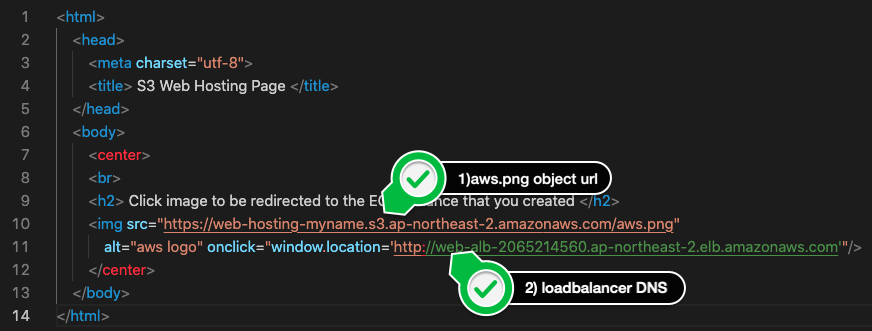 1 <html>
2 <head>
3 <meta charset="utf-8">
4 <title> S3 Web Hosting Page </title>
5 </head>
6 <body>
7 <center>
1)aws.png object url
8 <br>
9 <h2> Click image to be redirected to the EC ance that you created </h2>
10 <img src="https://web-hosting-myname.s3.ap-northeast-2.amazonaws.com/aws.png"
11 alt="aws logo" onclick="window.location='http://web-alb-2065214560.ap-northeast-2.elb.amazonaws.com'"/>
12 </center>
2) loadbalancer DNS
13 </body>
14 </html>